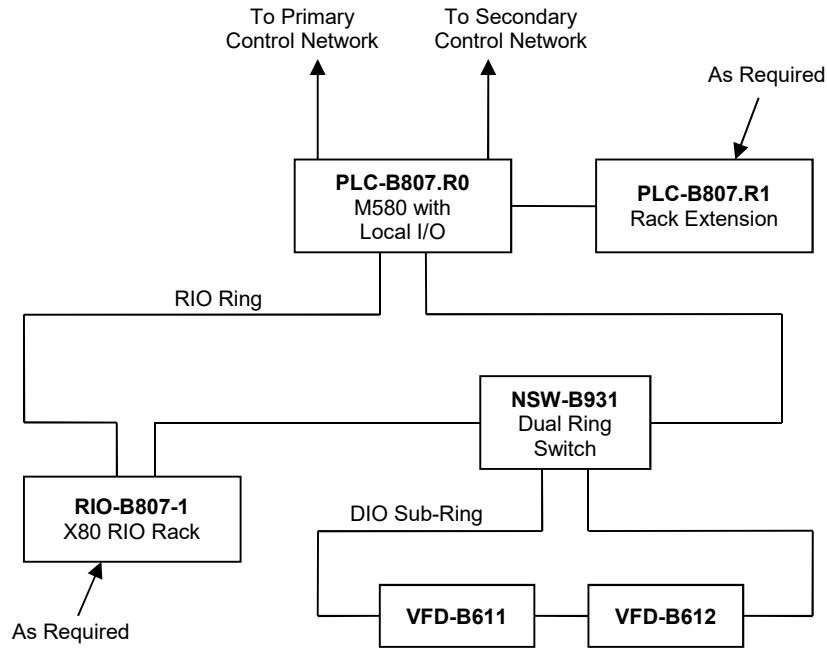 To Primary
Control Network
To Secondary
Control Network
As Required
PLC-B807.R0
M580 with
Local I/O
PLC-B807.R1
Rack Extension
RIO Ring
NSW-B931
Dual Ring
Switch
RIO-B807-1
X80 RIO Rack
DIO Sub-Ring
VFD-B611
VFD-B612
As Required